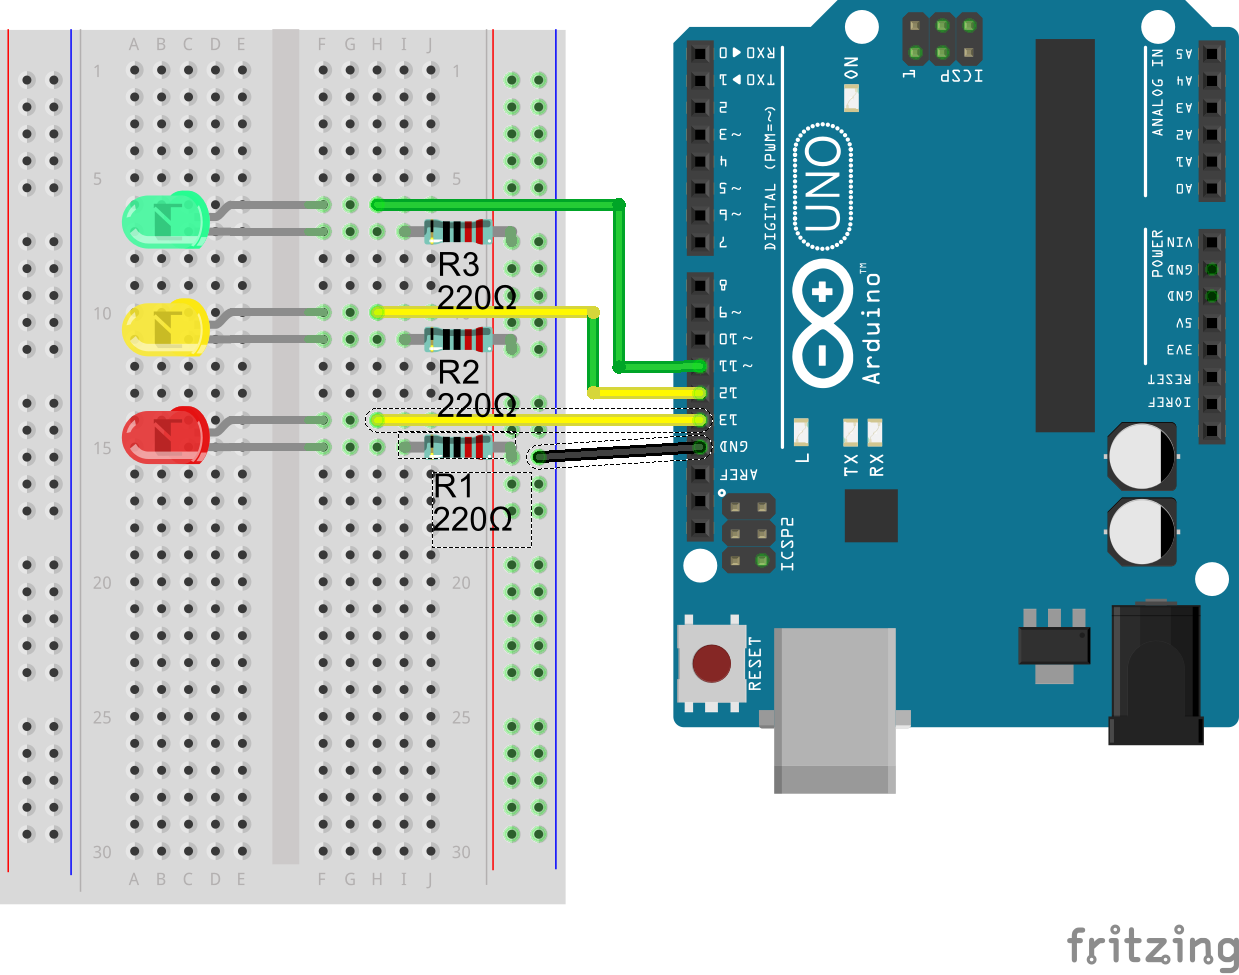 A B C D E F G H I J
1 1
5 5
10
15
20 20
25 25
30 30
A B C D E F G H I J
R3
220Ω
R2
220Ω
R1
220Ω
RX0 ◄ 0
TX0 ► 1
2
~ 3
4
~ 5
~ 6
7
8
~ 9
~ 10
~ 11
12
13
GND
AREF
DIGITAL (PWM=~)
ON
1
ICSP
UNO
Arduino™
L
TX
RX
ICSP2
RESET
ANALOG IN
A5
A4
A3
A2
A1
A0
POWER
VIN
GND
GND
5V
3V3
RESET
IOREF
fritzing